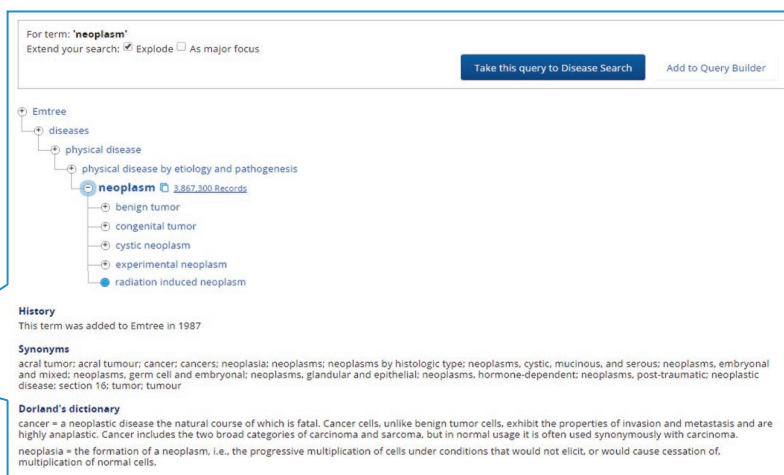 For term: 'neoplasm'
Extend your search: Explode As major focus
Take this query to Disease Search Add to Query Builder
Emtree
diseases
physical disease
physical disease by etiology and pathogenesis
neoplasm 3,867,300 Records
benign tumor
congenital tumor
cystic neoplasm
experimental neoplasm
radiation induced neoplasm
History
This term was added to Emtree in 1987
Synonyms
acral tumor; acral tumour; cancer; cancers; neoplasia; neoplasms; neoplasms by histologic type; neoplasms, cystic, mucinous, and serous; neoplasms, embryonal
and mixed; neoplasms, germ cell and embryonal; neoplasms, glandular and epithelial; neoplasms, hormone-dependent; neoplasms, post-traumatic; neoplastic
disease; section 16; tumor; tumour
Dorland's dictionary
cancer = a neoplastic disease the natural course of which is fatal. Cancer cells, unlike benign tumor cells, exhibit the properties of invasion and metastasis and are
highly anaplastic. Cancer includes the two broad categories of carcinoma and sarcoma, but in normal usage it is often used synonymously with carcinoma.
neoplasia = the formation of a neoplasm, i.e., the progressive multiplication of cells under conditions that would not elicit, or would cause cessation of,
multiplication of normal cells.